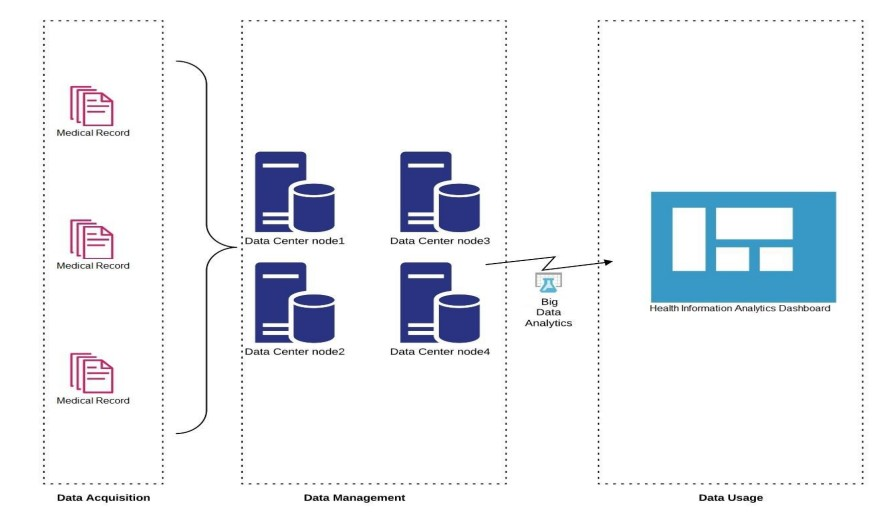 Medical Record
Medical Record
Medical Record
Data Center node1
Data Center node3
Data Center node2
Data Center node4
Big
Data
Analytics
Health Information Analytics Dashboard
Data Acquisition
Data Management
Data Usage